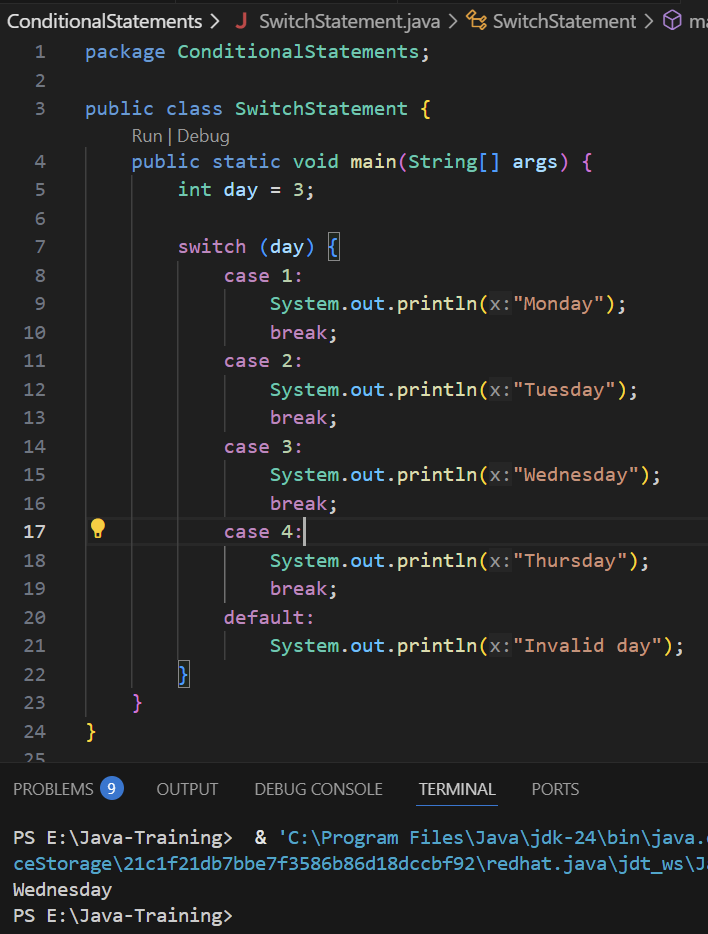 ConditionalStatements > J SwitchStatement.java > SwitchStatement >
1 package ConditionalStatements;
2
3 public class SwitchStatement {
Run | Debug
4 public static void main(String[] args) {
5 int day = 3;
6
7 switch (day) {
8 case 1:
9 System.out.println(x:"Monday");
10 break;
11 case 2:
12 System.out.println(x:"Tuesday");
13 break;
14 case 3:
15 System.out.println(x:"Wednesday");
16 break;
17 case 4:
18 System.out.println(x:"Thursday");
19 break;
20 default:
21 System.out.println(x:"Invalid day");
22 }
23 }
24 }
25
PROBLEMS 9 OUTPUT DEBUG CONSOLE TERMINAL PORTS
PS E:\Java-Training> & 'C:\Program Files\Java\jdk-24\bin\java.
ceStorage\21c1f21db7bbe7f3586b86d18dccbf92\redhat.java\jdt_ws\J
Wednesday
PS E:\Java-Training>